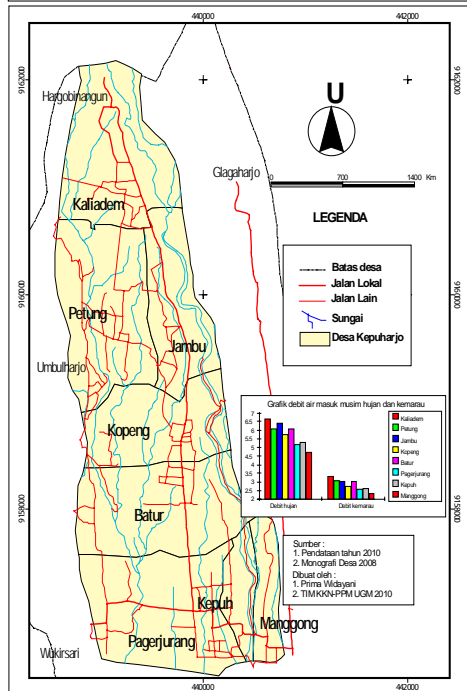 440000 442000
9162000 9162000
Hargobinangun
U
Glagaharjo
0 700 1400 Km
Kaliadem
LEGENDA
Batas desa
Jalan Lokal
Jalan Lain
Sungai
Desa Kepuharjo
9160000 9160000
Petung
Jambu
Umbulharjo
Grafik debit air masuk musim hujan dan kemarau
7
6.5
6
5.5
5
4.5
4
3.5
3
2.5
2
Debit hujan Debit kemarau
Kaliadem
Petung
Jambu
Kopeng
Batur
Pagerjurang
Kepuh
Manggong
Kopeng
Batur
9158000 9158000
Sumber :
1. Pendataan tahun 2010
2. Monografi Desa 2008
Dibuat oleh :
1. Prima Widayani
2. TIM KKN-PPM UGM 2010
Kepuh
Manggong
Pagerjurang
Wukirsari
440000 442000